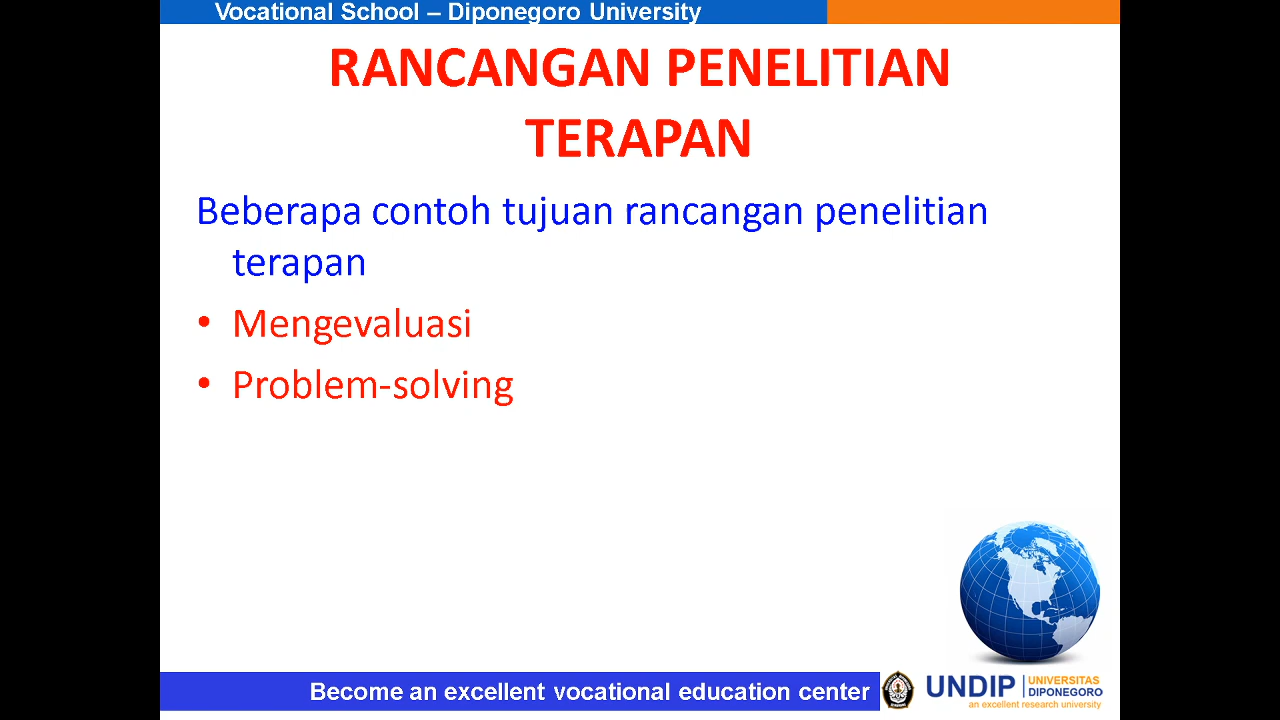 Vocational School – Diponegoro University
RANCANGAN PENELITIAN
TERAPAN
Beberapa contoh tujuan rancangan penelitian
terapan
• Mengevaluasi
• Problem-solving
Become an excellent vocational education center
UNDIP
UNIVERSITAS
DIPONEGORO
an excellent research university